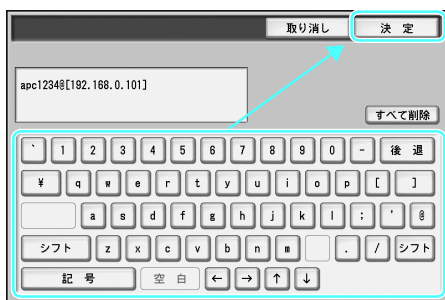 取り消し 決 定
apc1234@[192.168.0.101]
すべて削除
` 1 2 3 4 5 6 7 8 9 0 - 後 退
¥ q w e r t y u i o p [ ]
a s d f g h j k l ; ' @
シフト z x c v b n m . / シフト
記 号 空 白 ← → ↑ ↓